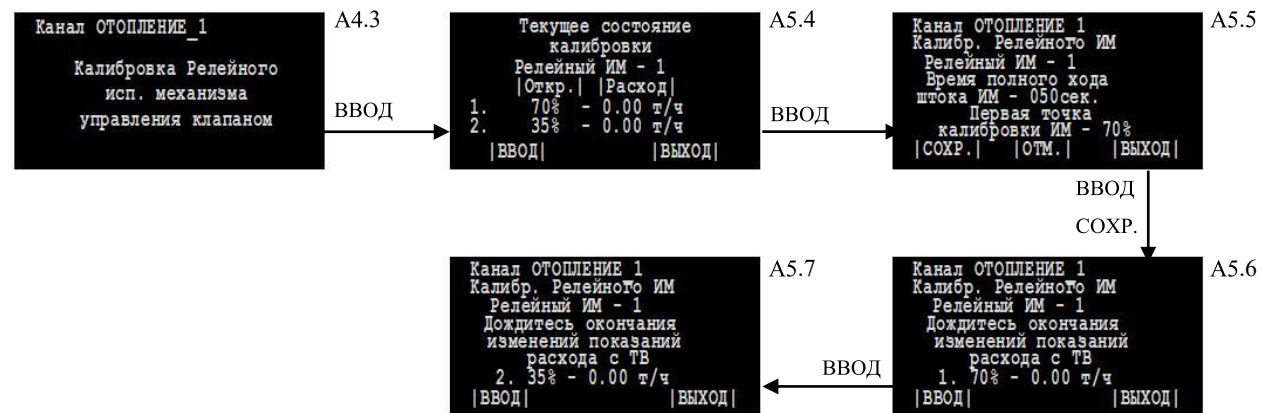 Канал ОТОПЛЕНИЕ_1
Калибровка Релейного
исп. механизма
управления клапаном
А4.3
ВВОД
Текущее состояние
калибровки
Релейный ИМ - 1
|Откр.| |Расход|
1. 70% - 0.00 т/ч
2. 35% - 0.00 т/ч
|ВВОД| |ВЫХОД|
А5.4
ВВОД
Канал ОТОПЛЕНИЕ 1
Калибр. Релейного ИМ
Релейный ИМ - 1
Время полного хода
штока ИМ - 050сек.
Первая точка
калибровки ИМ - 70%
|СОХР.| |ОТМ.| |ВЫХОД|
А5.5
ВВОД
СОХР.
Канал ОТОПЛЕНИЕ 1
Калибр. Релейного ИМ
Релейный ИМ - 1
Дождитесь окончания
изменений показаний
расхода с ТВ
1. 70% - 0.00 т/ч
|ВВОД| |ВЫХОД|
А5.6
ВВОД
Канал ОТОПЛЕНИЕ 1
Калибр. Релейного ИМ
Релейный ИМ - 1
Дождитесь окончания
изменений показаний
расхода с ТВ
2. 35% - 0.00 т/ч
|ВВОД| |ВЫХОД|
А5.7